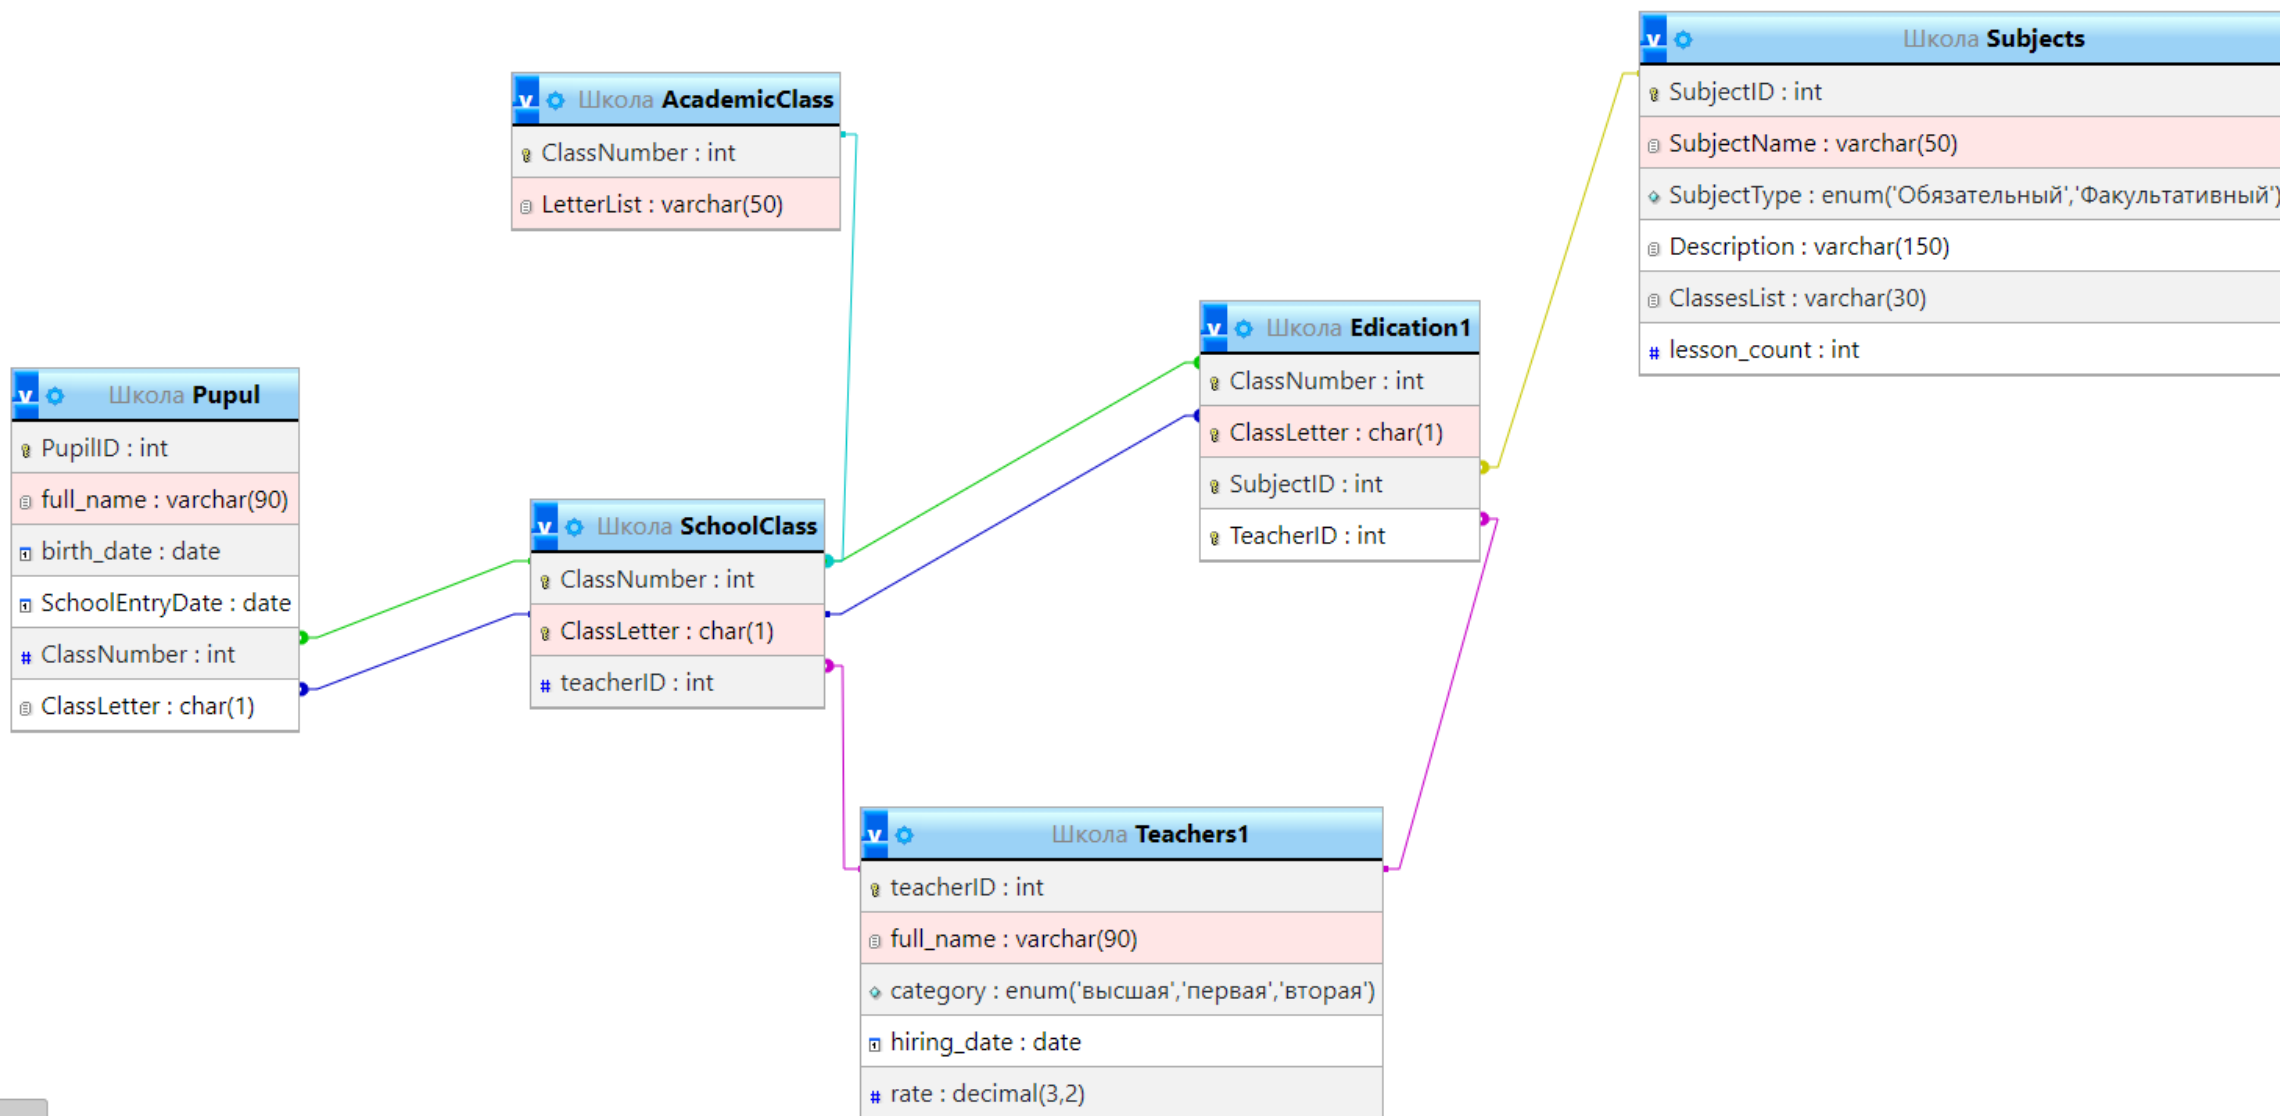 Школа AcademicClass
ClassNumber : int
LetterList : varchar(50)
Школа Subjects
SubjectID : int
SubjectName : varchar(50)
SubjectType : enum('Обязательный','Факультативный')
Description : varchar(150)
ClassesList : varchar(30)
lesson_count : int
Школа Pupul
PupilID : int
full_name : varchar(90)
birth_date : date
SchoolEntryDate : date
ClassNumber : int
ClassLetter : char(1)
Школа SchoolClass
ClassNumber : int
ClassLetter : char(1)
teacherID : int
Школа Edication1
ClassNumber : int
ClassLetter : char(1)
SubjectID : int
TeacherID : int
Школа Teachers1
teacherID : int
full_name : varchar(90)
category : enum('высшая','первая','вторая')
hiring_date : date
rate : decimal(3,2)